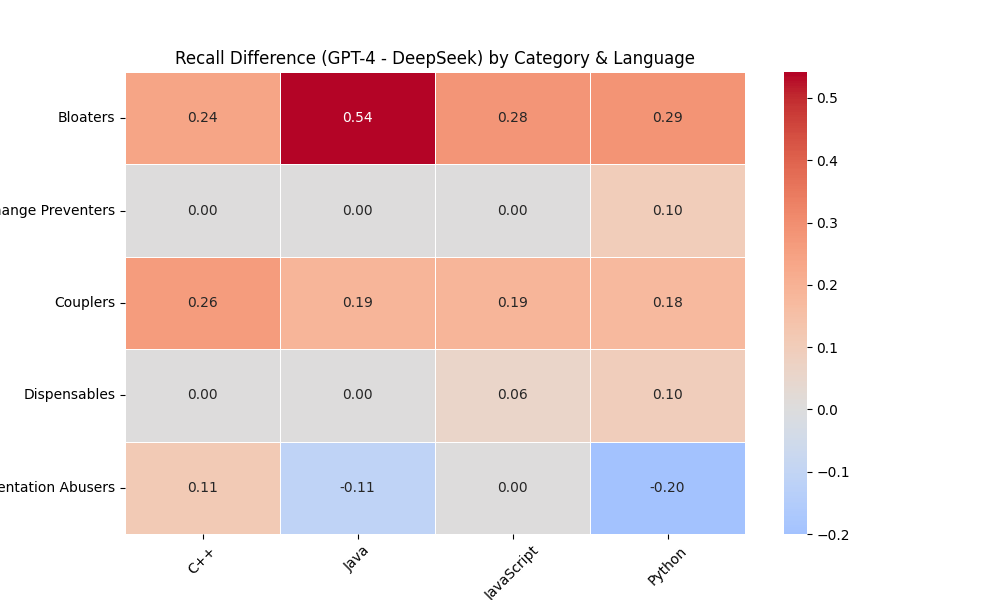 Recall Difference (GPT-4 - DeepSeek) by Category & Language
Bloaters 0.24 0.54 0.28 0.29
ange Preventers 0.00 0.00 0.00 0.10
Couplers 0.26 0.19 0.19 0.18
Dispensables 0.00 0.00 0.06 0.10
entation Abusers 0.11 -0.11 0.00 -0.20
C++ Java JavaScript Python
0.5
0.4
0.3
0.2
0.1
0.0
−0.1
−0.2